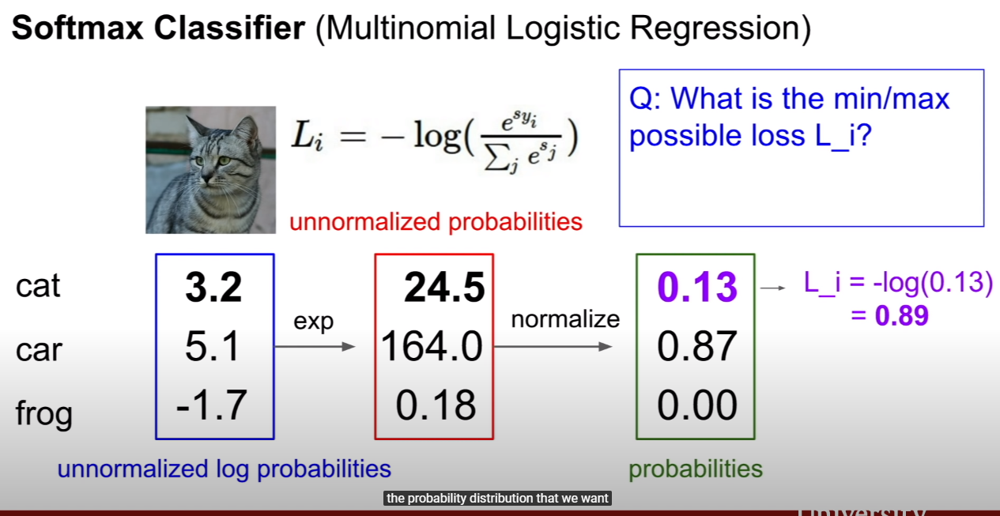 Softmax Classifier (Multinomial Logistic Regression)
L_i = -\log(\frac{e^{s_{y_i}}}{\sum_j e^{s_j}})
Q: What is the min/max
possible loss L_i?
unnormalized probabilities
cat 3.2 24.5 0.13 L_i = -log(0.13)
= 0.89
exp normalize
car 5.1 164.0 0.87
frog -1.7 0.18 0.00
unnormalized log probabilities probabilities
the probability distribution that we want
University